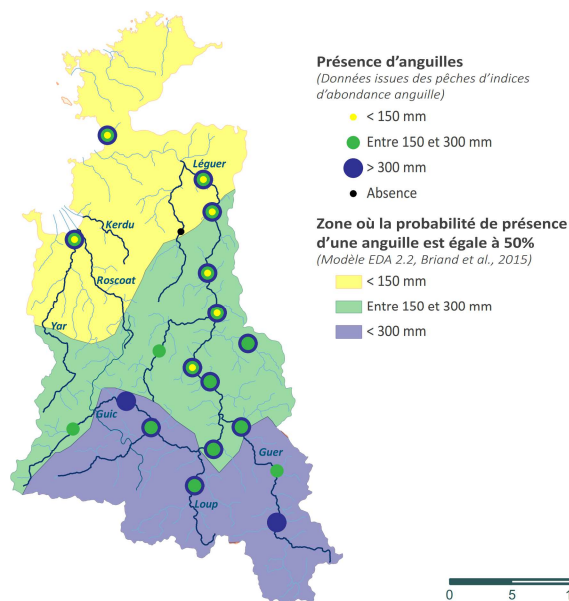 Présence d'anguilles
(Données issues des pêches d'indices
d'abondance anguille)
< 150 mm
Entre 150 et 300 mm
> 300 mm
Absence
Zone où la probabilité de présence
d'une anguille est égale à 50%
(Modèle EDA 2.2, Briand et al., 2015)
< 150 mm
Entre 150 et 300 mm
< 300 mm
Léguer
Kerdu
Roscoat
Yar
Guic
Guer
Loup
0 5